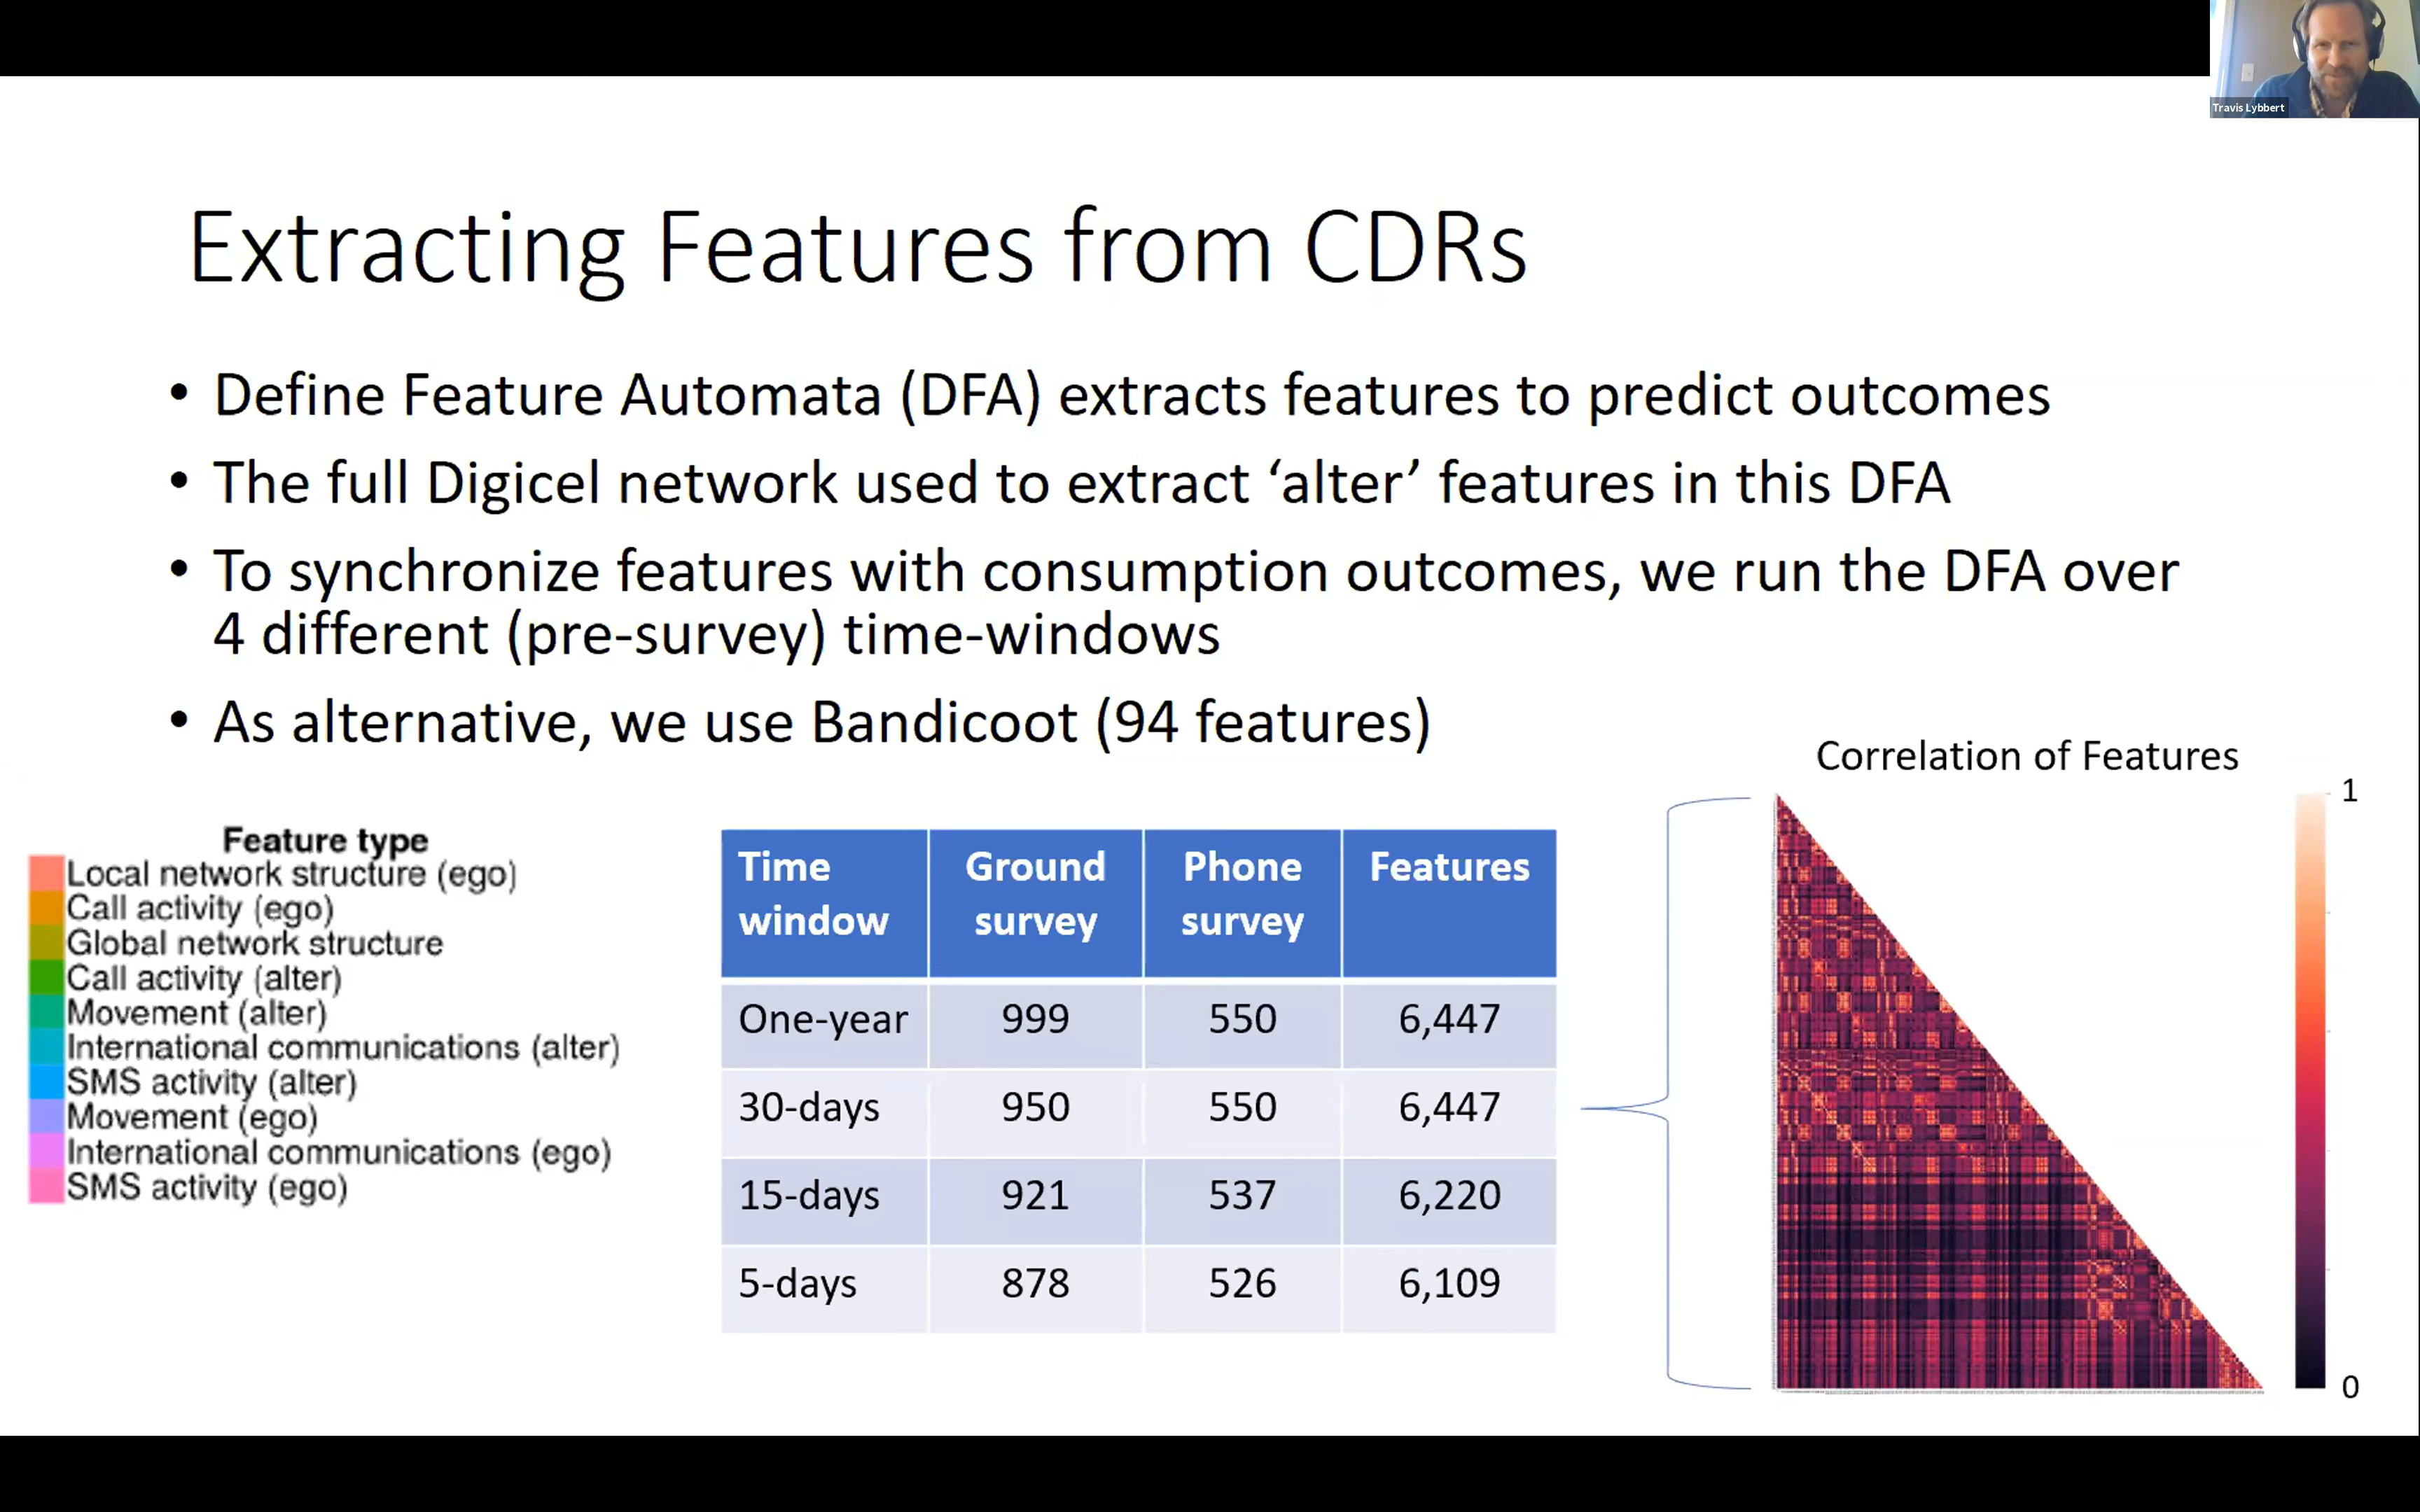 Travis Lybbert
Extracting Features from CDRs
• Define Feature Automata (DFA) extracts features to predict outcomes
• The full Digicel network used to extract ‘alter’ features in this DFA
• To synchronize features with consumption outcomes, we run the DFA over
4 different (pre-survey) time-windows
• As alternative, we use Bandicoot (94 features)
Feature type
Local network structure (ego)
Call activity (ego)
Global network structure
Call activity (alter)
Movement (alter)
International communications (alter)
SMS activity (alter)
Movement (ego)
International communications (ego)
SMS activity (ego)
Time window Ground survey Phone survey Features
One-year 999 550 6,447
30-days 950 550 6,447
15-days 921 537 6,220
5-days 878 526 6,109
Correlation of Features
1
0